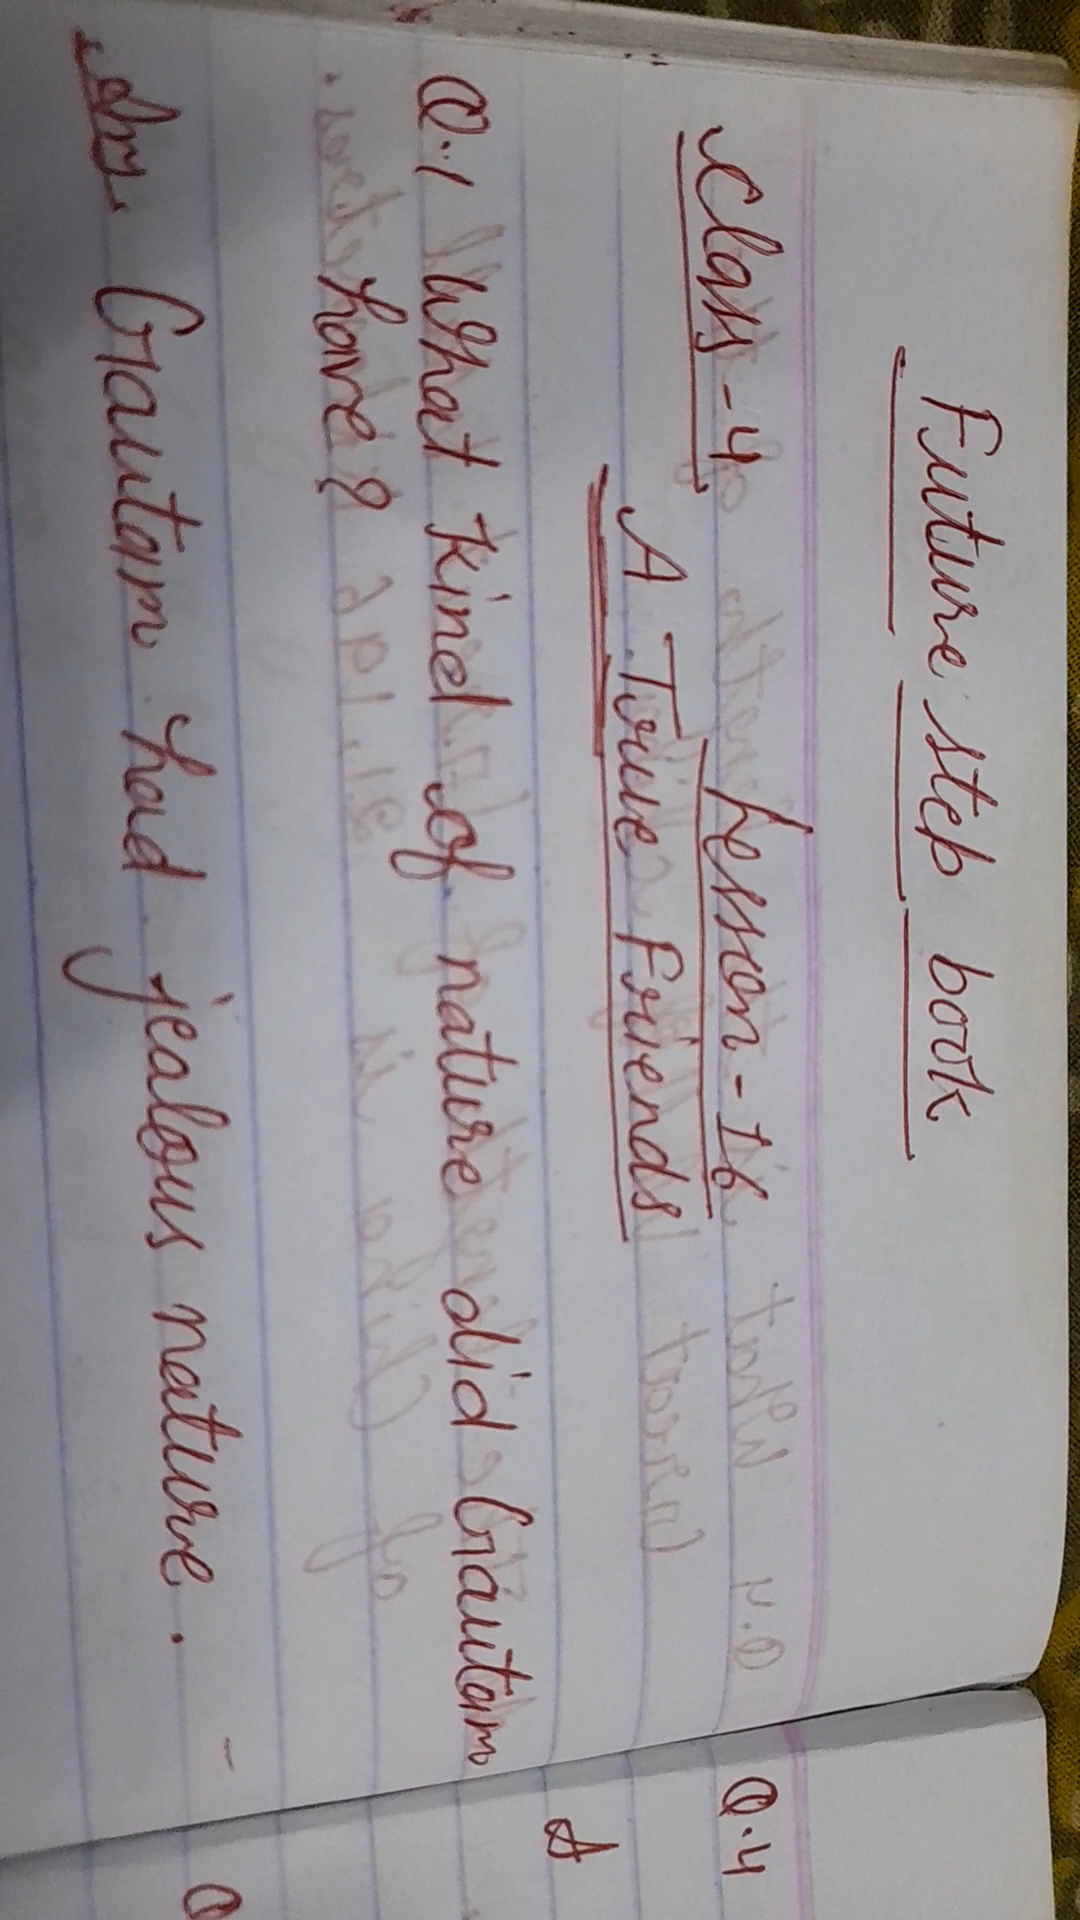 Future step book
Class-4
Lesson-16
A True Friends
Q.1 What kind of nature did Gautam
have?
Ans. Gautam had jealous nature.
Q.4
A